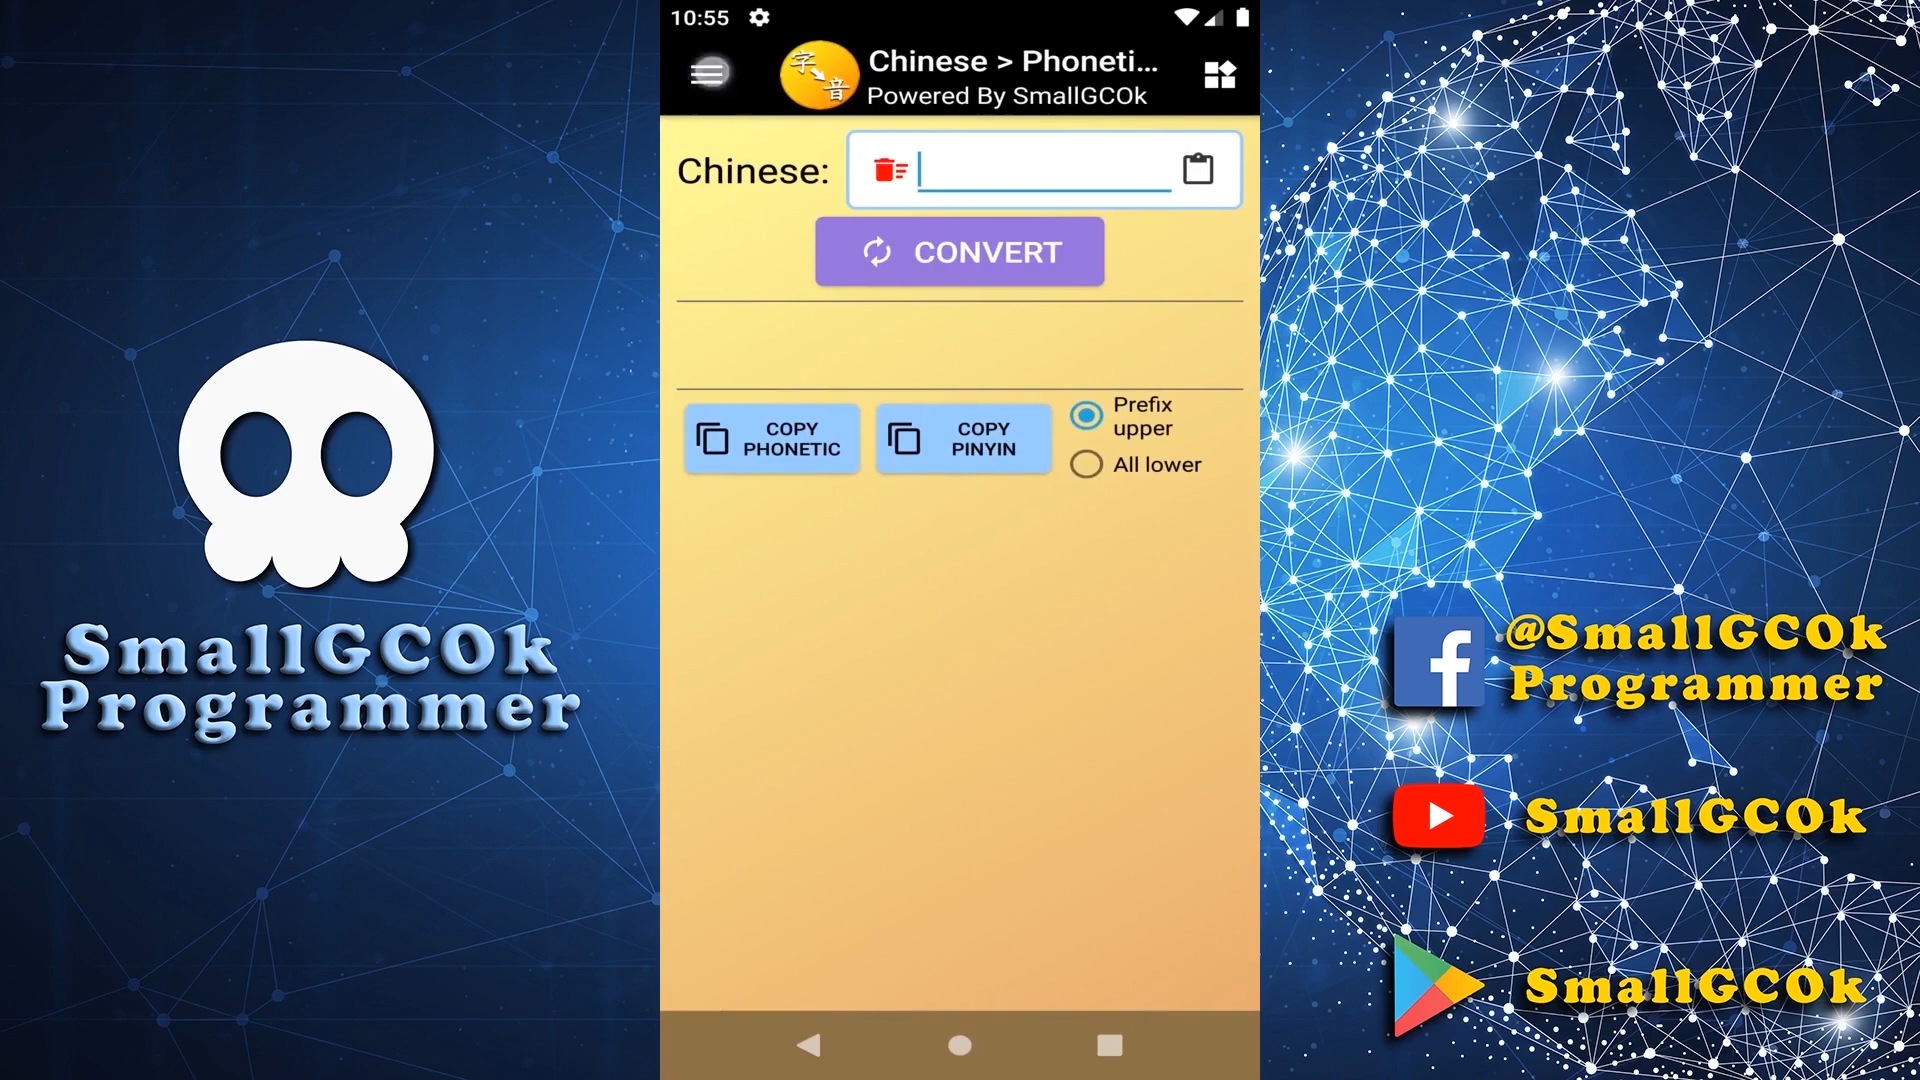 10:55
字
音
Chinese > Phoneti...
Powered By SmallGCOk
Chinese:
CONVERT
COPY
PHONETIC
COPY
PINYIN
Prefix
upper
All lower
SmallGCOk
Programmer
@SmallGCOk
Programmer
SmallGCOk
SmallGCOk